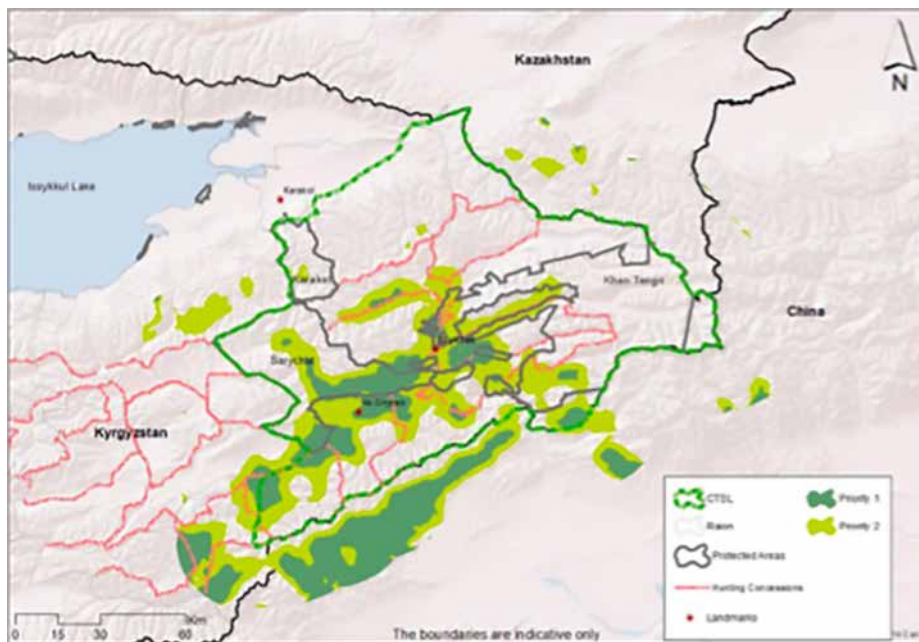 Kazakhstan
N
Issykkul Lake
Karakol
Karakol
Khan Tengri
China
Sarychat
Kyrgyzstan
CTSL
Raion
Protected Areas
Hunting Concessions
Landmarks
Priority 1
Priority 2
0 15 30 60
The boundaries are indicative only